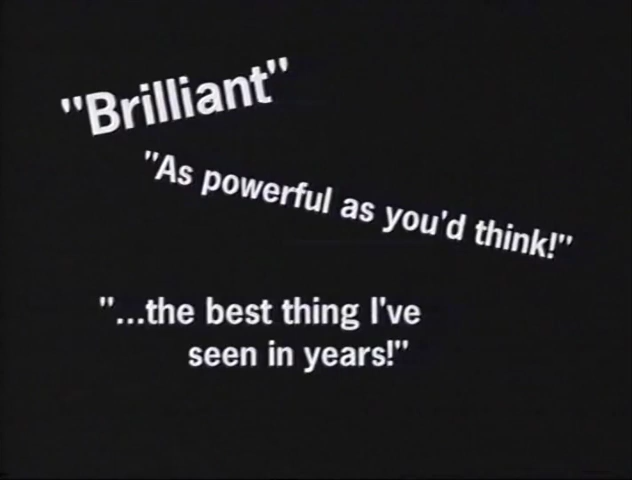 "Brilliant"
"As powerful as you'd think!"
"...the best thing I've
seen in years!"